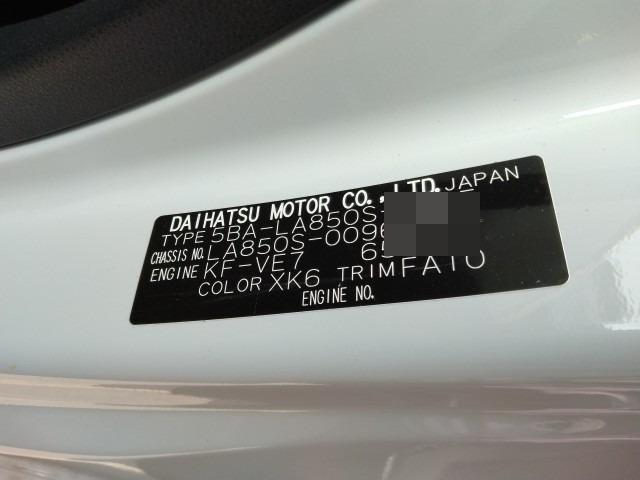 DAIHATSU MOTOR CO.,LTD. JAPAN
TYPE 5BA-LA850S-
CHASSIS NO. LA850S-0096
ENGINE KF-VE7 65
COLOR XK6 TRIM FA10
ENGINE NO.